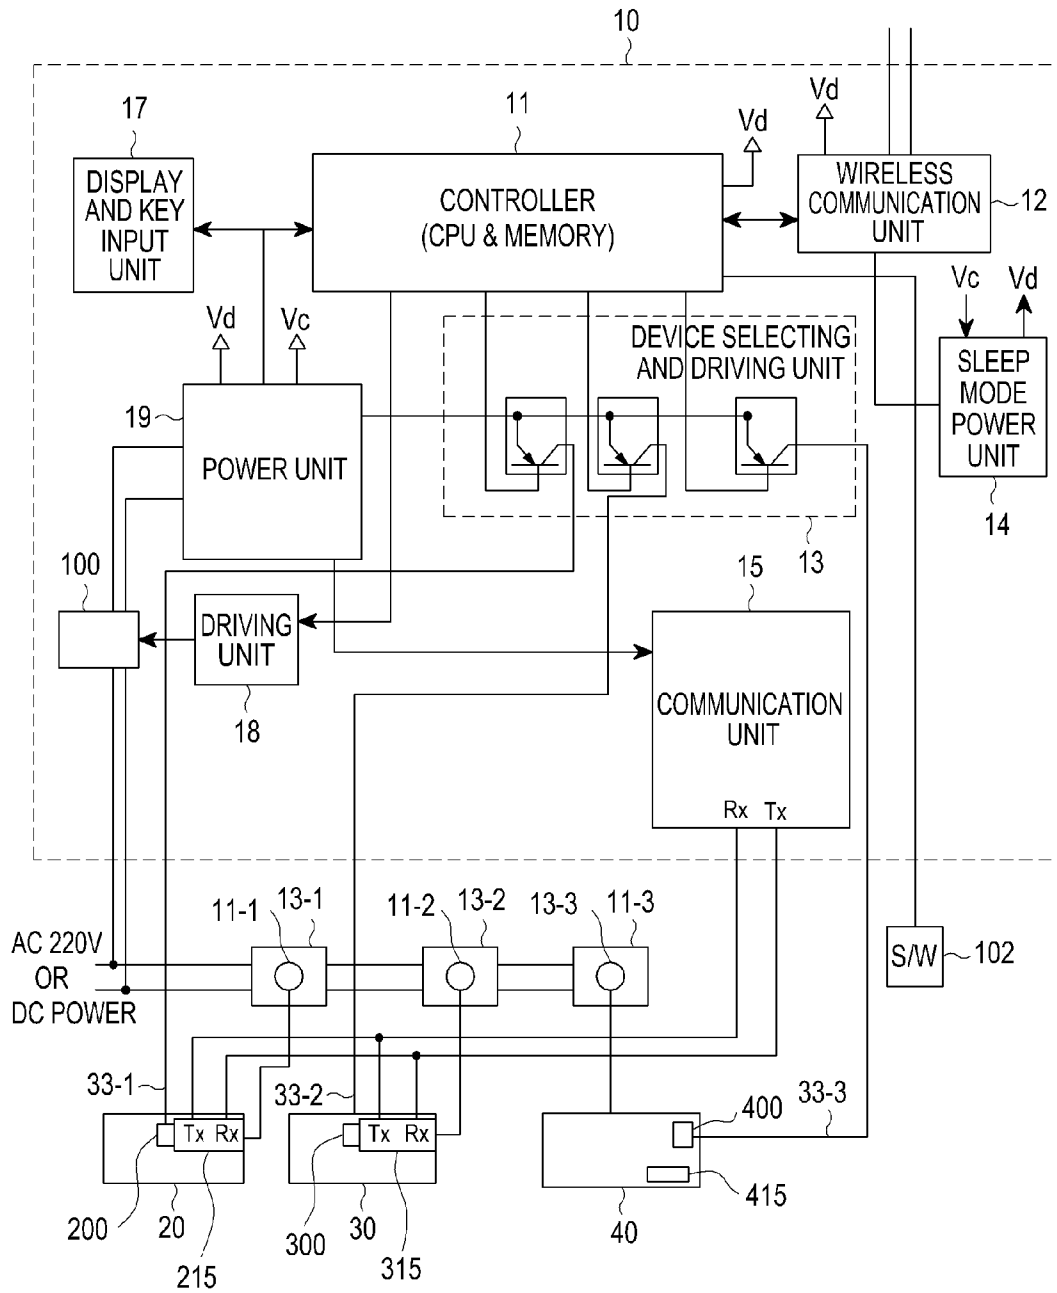 10
17
11
Vd
Vd
DISPLAY
AND KEY
INPUT
UNIT
CONTROLLER
(CPU & MEMORY)
WIRELESS
COMMUNICATION
UNIT
12
Vd
Vc
Vc
Vd
DEVICE SELECTING
AND DRIVING UNIT
SLEEP
MODE
POWER
UNIT
19
POWER UNIT
14
13
100
15
DRIVING
UNIT
18
COMMUNICATION
UNIT
Rx
Tx
11-1
13-1
11-2
13-2
13-3
11-3
AC 220V
OR
DC POWER
S/W
102
33-1
33-2
33-3
400
Tx
Rx
Tx
Rx
415
200
20
215
300
30
315
40